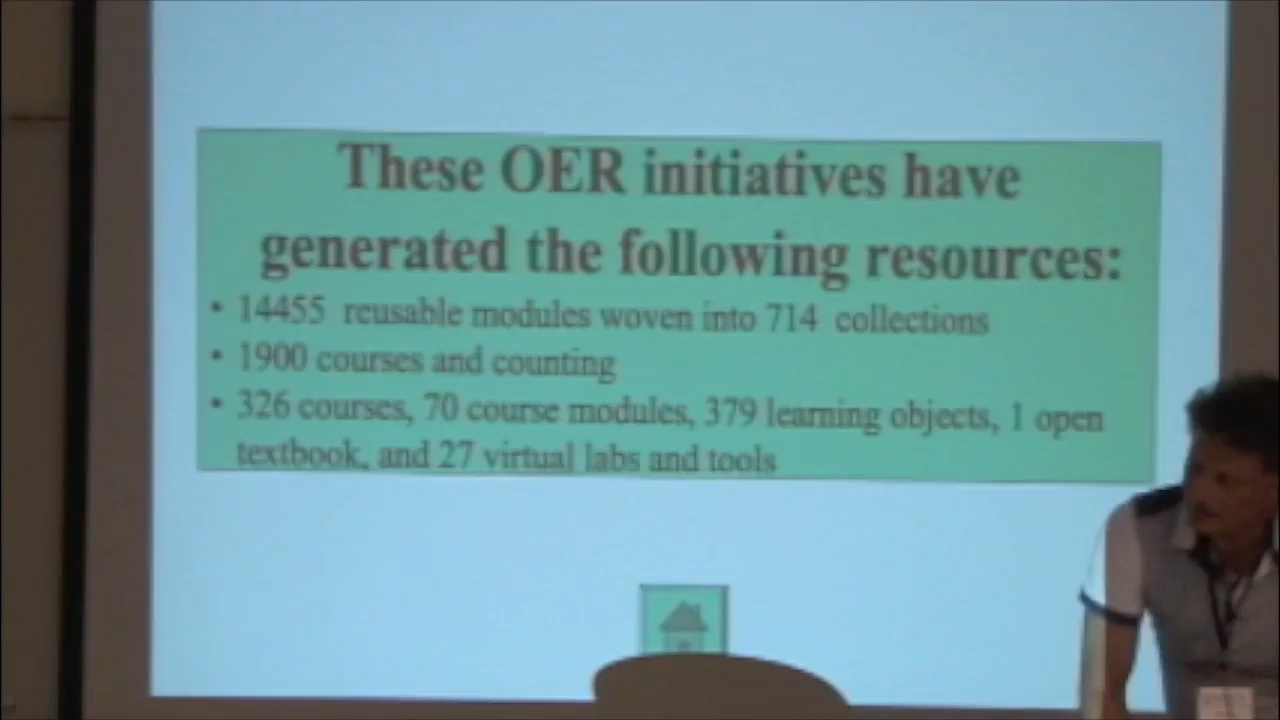 These OER initiatives have
generated the following resources:
• 14455 reusable modules woven into 714 collections
• 1900 courses and counting
• 326 courses, 70 course modules, 379 learning objects, 1 open
textbook, and 27 virtual labs and tools